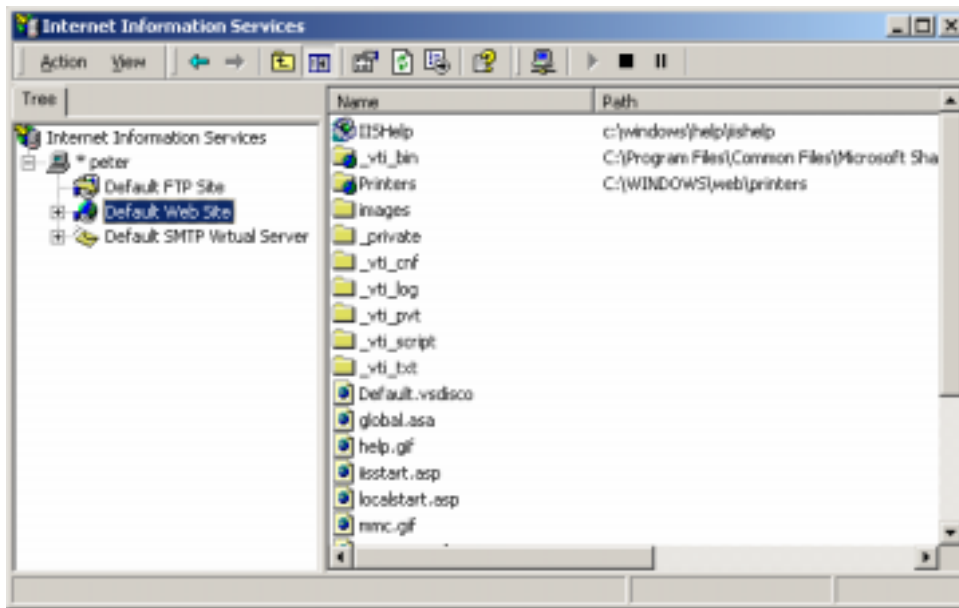 Internet Information Services
Action View
Tree
Name Path
Internet Information Services
* peter
Default FTP Site
Default Web Site
Default SMTP Virtual Server
IISHelp c:\windows\help\iishelp
_vti_bin C:\Program Files\Common Files\Microsoft Sha
Printers C:\WINDOWS\web\printers
images
_private
_vti_cnf
_vti_log
_vti_pvt
_vti_script
_vti_txt
Default.vsdisco
global.asa
help.gif
iisstart.asp
localstart.asp
mmc.gif